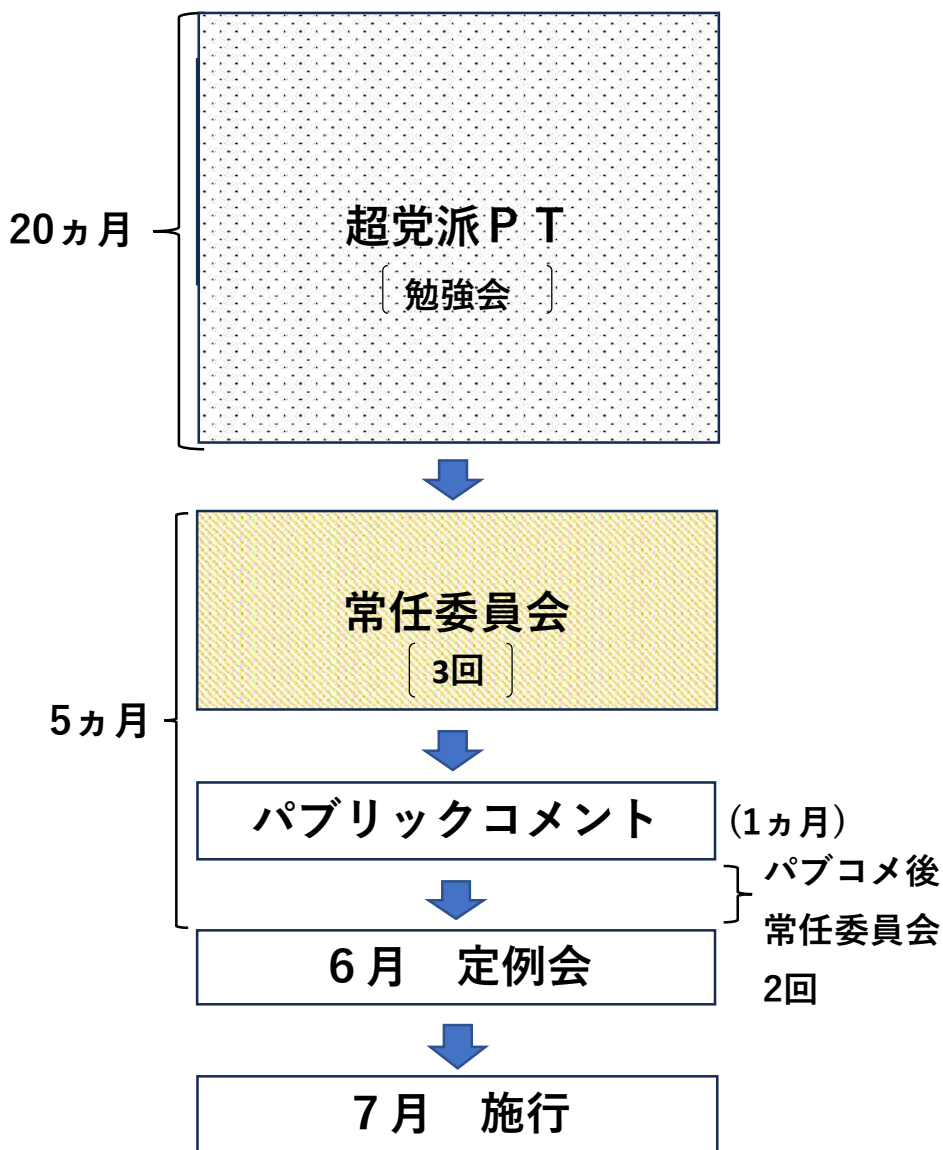 20ヵ月
超党派ＰＴ
〔 勉強会 〕
5ヵ月
常任委員会
〔 3回 〕
パブリックコメント
(1ヵ月)
パブコメ後
常任委員会
2回
６月　定例会
７月　施行